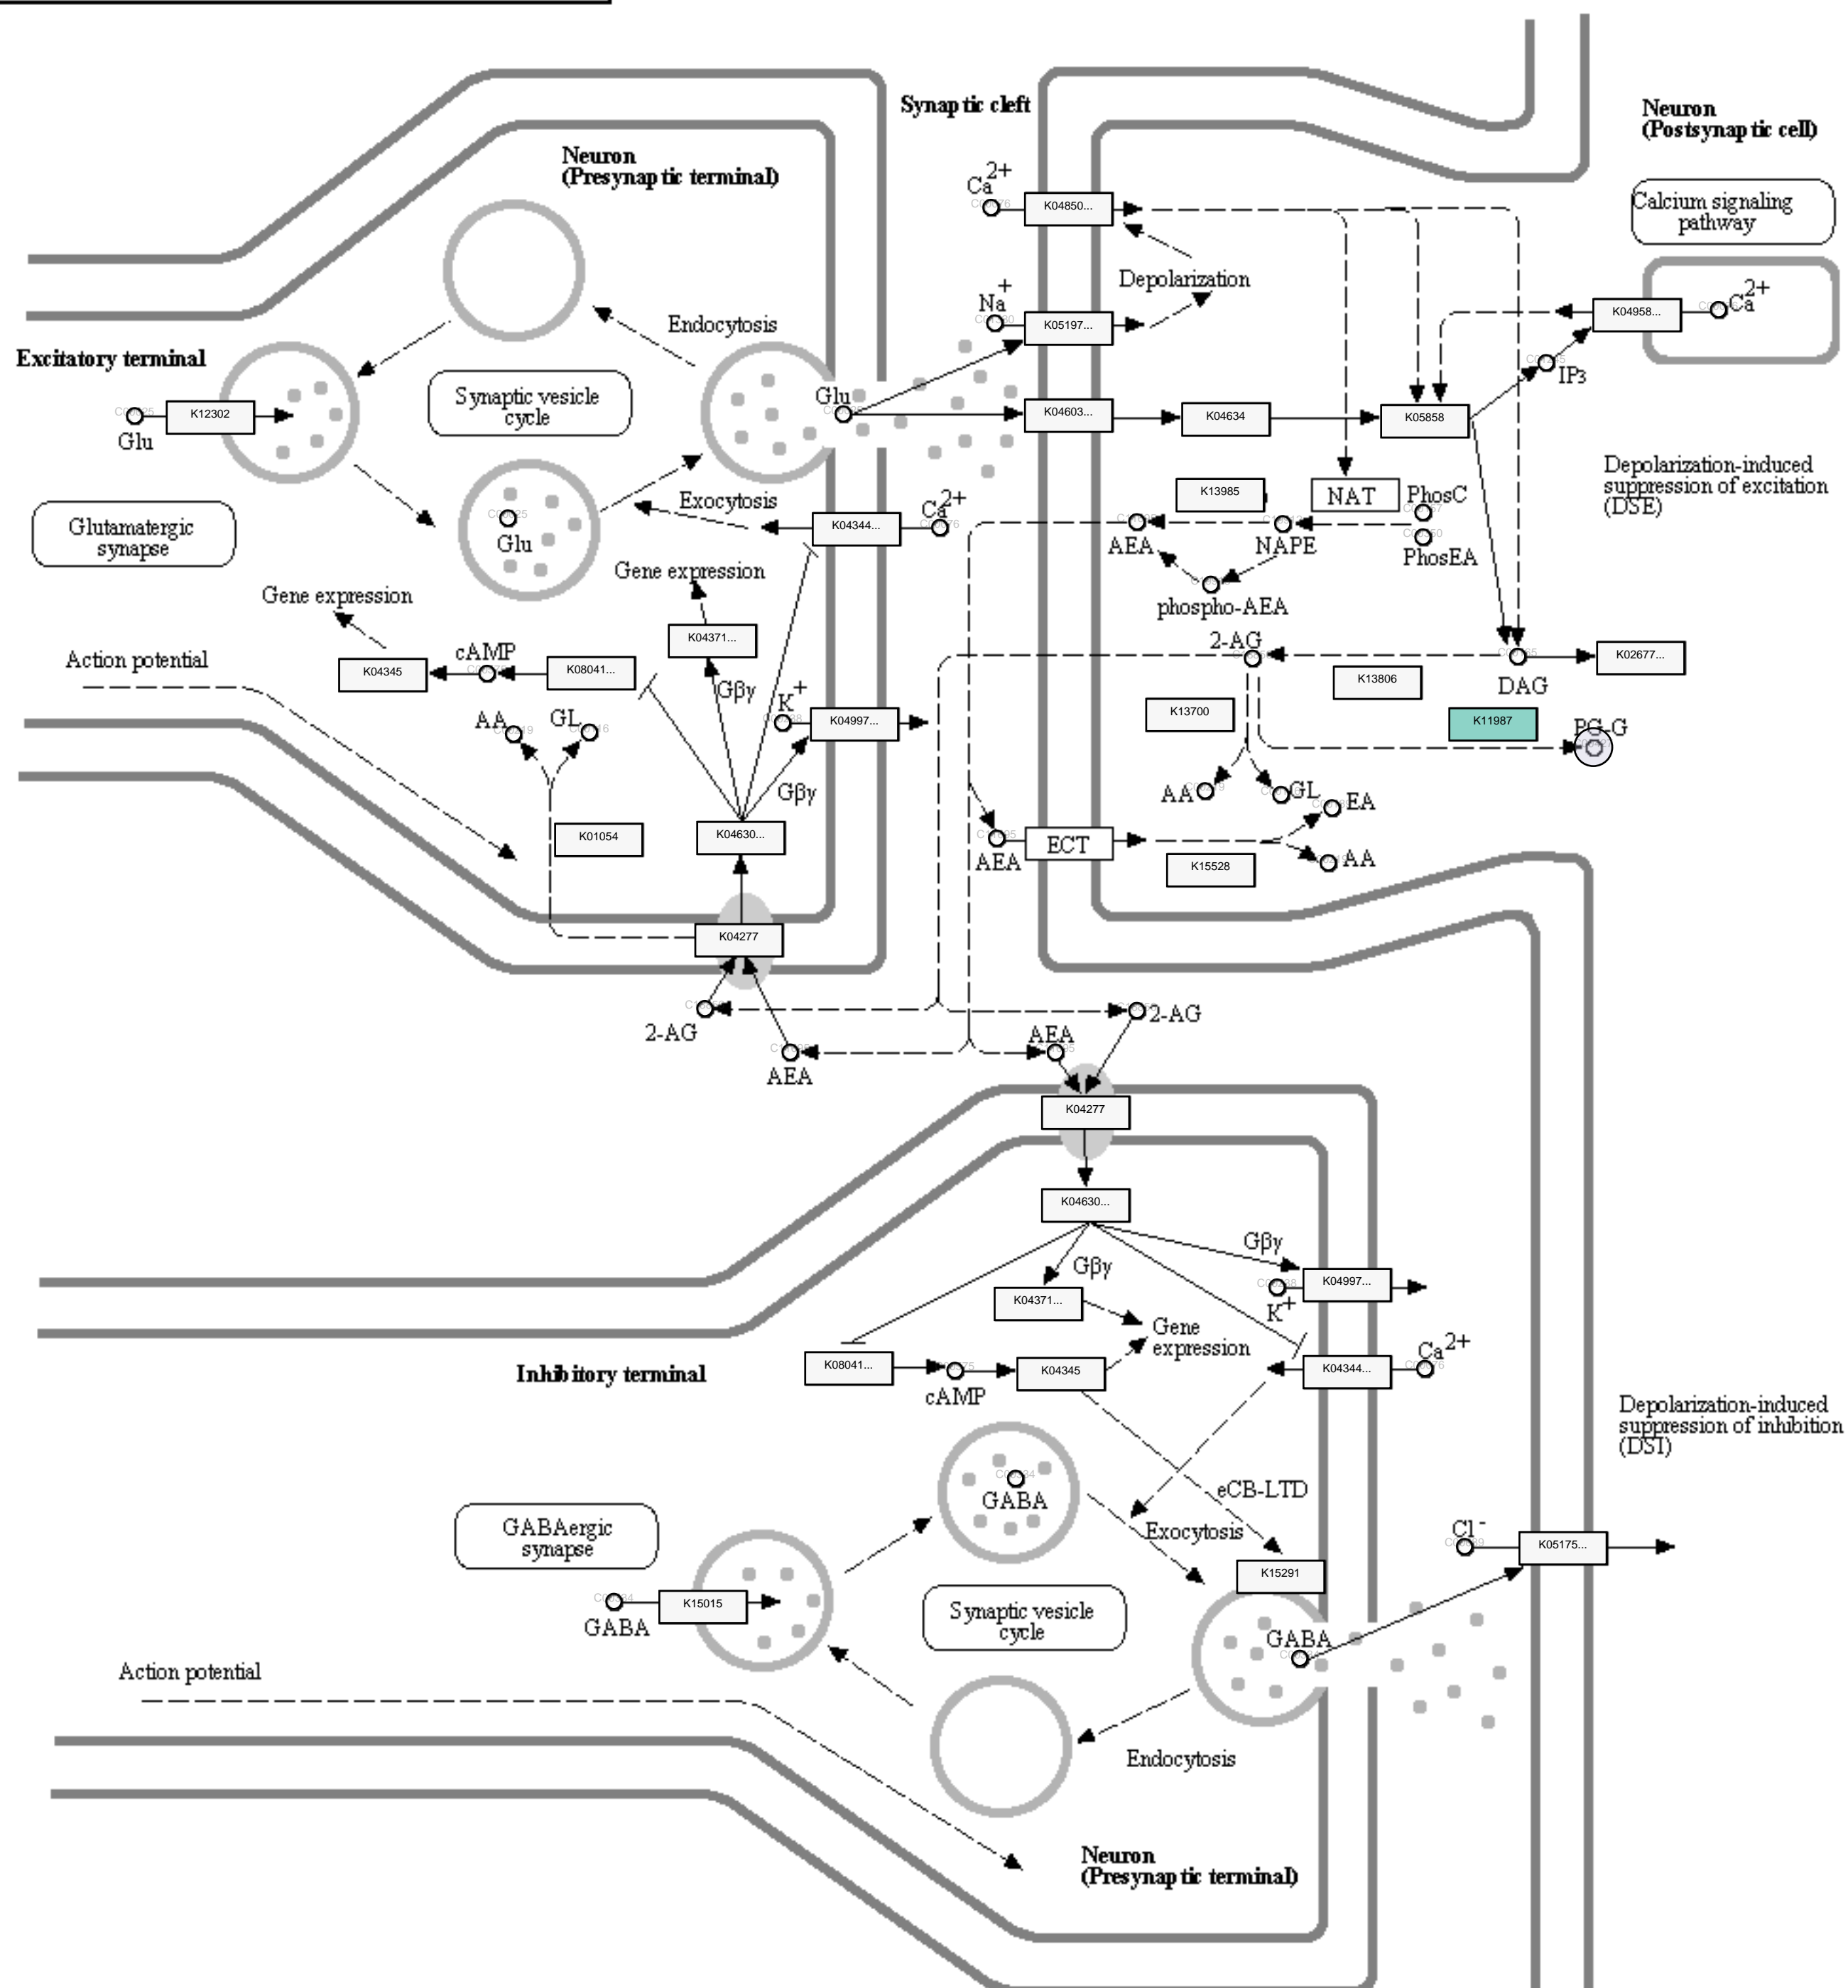 Synaptic cleft
Neuron
(Postsynaptic cell)
Neuron
(Presynaptic terminal)
Ca2+
K04850...
Calcium signaling
pathway
Depolarization
Na+
K05197...
K04958...
Ca2+
IP3
Endocytosis
Excitatory terminal
Synaptic vesicle
cycle
Glu
K12302
Glu
K04603...
K04634
K05858
Depolarization-induced
suppression of excitation
(DSE)
K13985
NAT
PhosC
Exocytosis
Ca2+
K04344...
Glutamatergic
synapse
Glu
AEA
NAPE
PhosEA
Gene expression
phospho-AEA
Gene expression
K04371...
2-AG
Action potential
cAMP
K04345
K08041...
K02677...
DAG
K13806
Gβγ
K+
K04997...
K13700
K11987
PG-G
AA
GL
Gβγ
AA
GL
EA
K01054
K04630...
AEA
ECT
AA
K15528
K04277
2-AG
2-AG
AEA
AEA
K04277
K04630...
Gβγ
Gβγ
K04997...
K+
K04371...
Gene
expression
Ca2+
Inhibitory terminal
K08041...
cAMP
K04345
K04344...
Depolarization-induced
suppression of inhibition
(DSI)
GABA
eCB-LTD
GABAergic
synapse
Exocytosis
Cl-
K05175...
K15291
K15015
GABA
Synaptic vesicle
cycle
GABA
Action potential
Endocytosis
Neuron
(Presynaptic terminal)